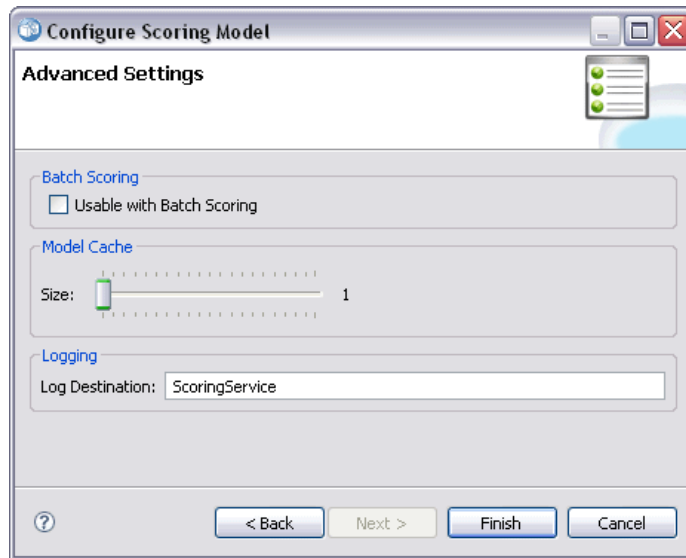 Configure Scoring Model
Advanced Settings
Batch Scoring
Usable with Batch Scoring
Model Cache
Size: 1
Logging
Log Destination: ScoringService
? < Back Next > Finish Cancel